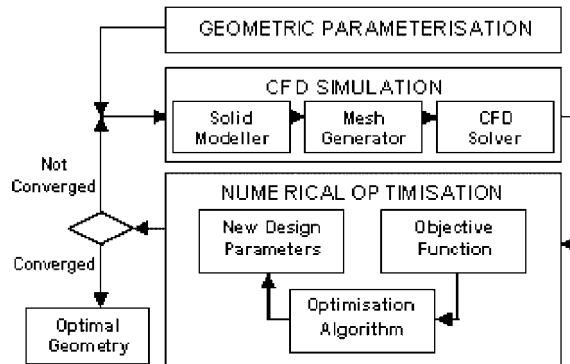 GEOMETRIC PARAMETERISATION
CFD SIMULATION
Solid
Modeller
Mesh
Generator
CFD
Solver
Not
Converged
NUMERICAL OPTIMISATION
New Design
Parameters
Objective
Function
Converged
Optimisation
Algorithm
Optimal
Geometry